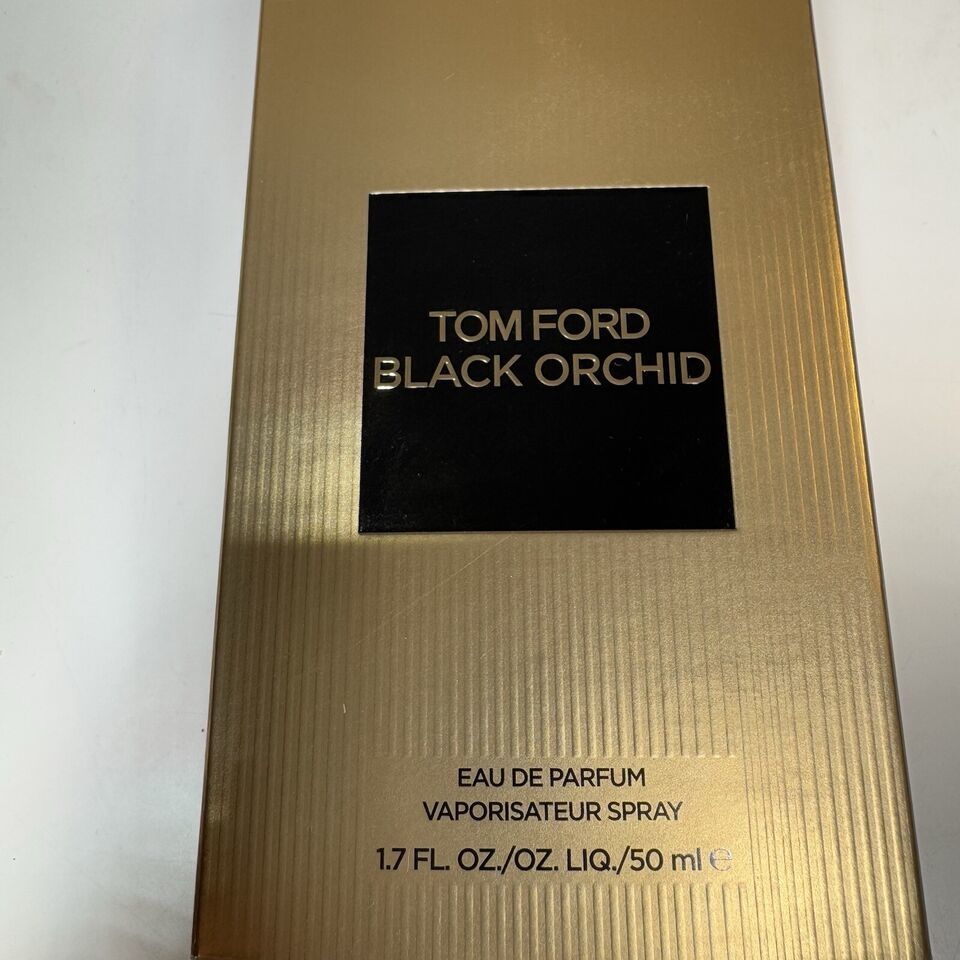 TOM FORD
BLACK ORCHID
EAU DE PARFUM
VAPORISATEUR SPRAY
1.7 FL. OZ./OZ. LIQ./50 ml ℮